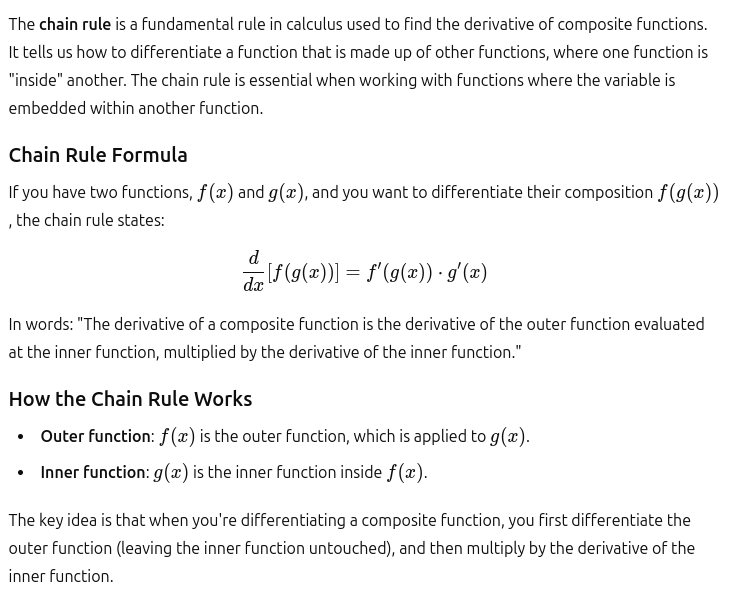 The chain rule is a fundamental rule in calculus used to find the derivative of composite functions.
It tells us how to differentiate a function that is made up of other functions, where one function is
"inside" another. The chain rule is essential when working with functions where the variable is
embedded within another function.
Chain Rule Formula
If you have two functions, f(x) and g(x), and you want to differentiate their composition f(g(x))
, the chain rule states:
d/dx [f(g(x))] = f′(g(x)) · g′(x)
In words: "The derivative of a composite function is the derivative of the outer function evaluated
at the inner function, multiplied by the derivative of the inner function."
How the Chain Rule Works
• Outer function: f(x) is the outer function, which is applied to g(x).
• Inner function: g(x) is the inner function inside f(x).
The key idea is that when you're differentiating a composite function, you first differentiate the
outer function (leaving the inner function untouched), and then multiply by the derivative of the
inner function.